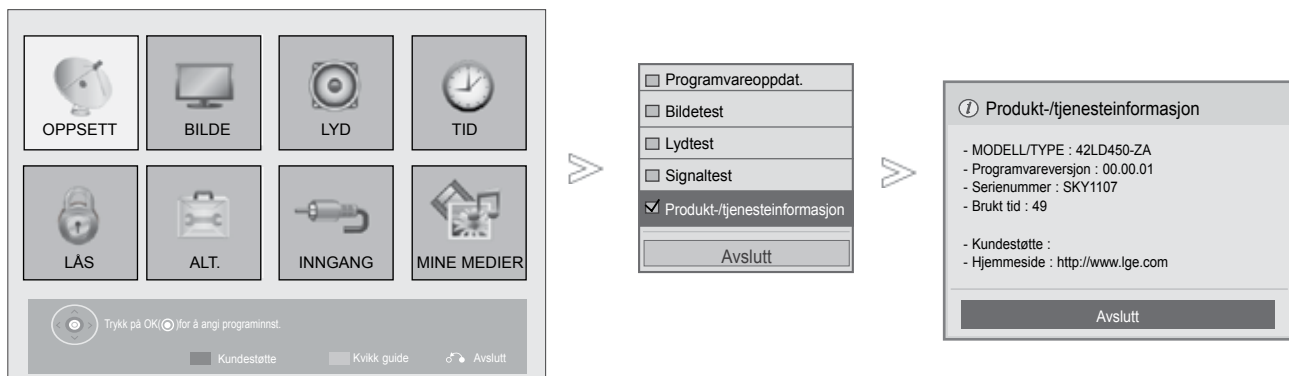 OPPSETT BILDE LYD TID
LÅS ALT. INNGANG MINE MEDIER
Trykk på OK( )for å angi programinnst.
Kundestøtte Kvikk guide Avslutt
Programvareoppdat.
Bildetest
Lydtest
Signaltest
Produkt-/tjenesteinformasjon
Avslutt
Produkt-/tjenesteinformasjon
- MODELL/TYPE : 42LD450-ZA
- Programvareversjon : 00.00.01
- Serienummer : SKY1107
- Brukt tid : 49
- Kundestøtte :
- Hjemmeside : http://www.lge.com
Avslutt